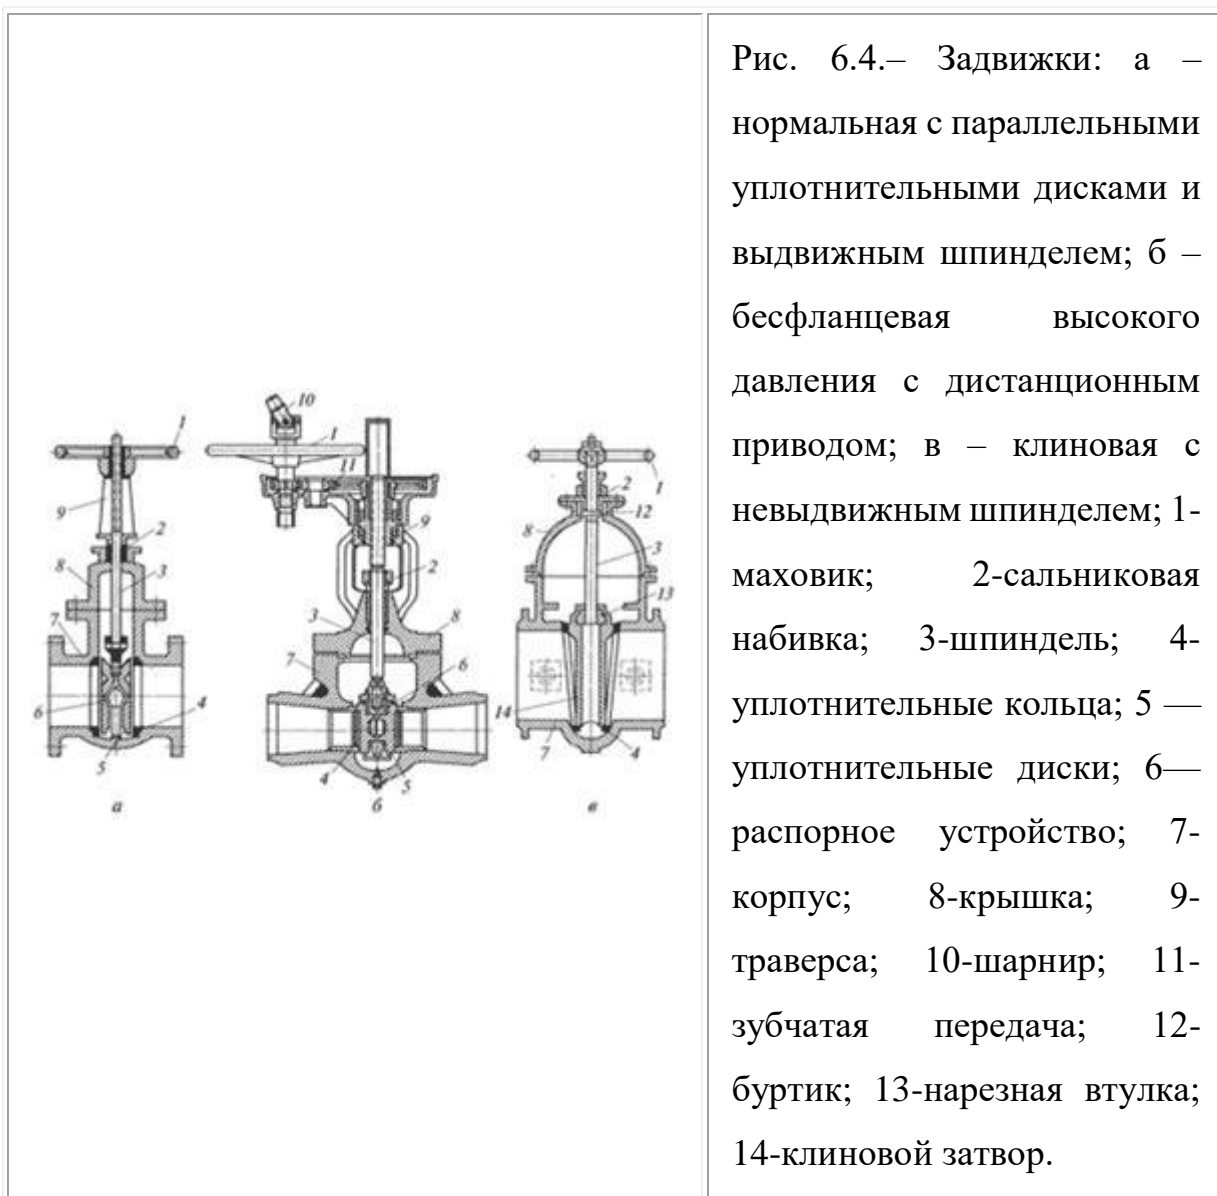 1
10
1
11
9
2
9
2
8
3
3
8
7
7
6
6
4
4
5
5
а
б
1
2
12
8
3
13
14
7
4
в
Рис. 6.4.– Задвижки: а –
нормальная с параллельными
уплотнительными дисками и
выдвижным шпинделем; б –
бесфланцевая высокого
давления с дистанционным
приводом; в – клиновая с
невыдвижным шпинделем; 1-
маховик; 2-сальниковая
набивка; 3-шпиндель; 4-
уплотнительные кольца; 5 —
уплотнительные диски; 6—
распорное устройство; 7-
корпус; 8-крышка; 9-
траверса; 10-шарнир; 11-
зубчатая передача; 12-
буртик; 13-нарезная втулка;
14-клиновой затвор.